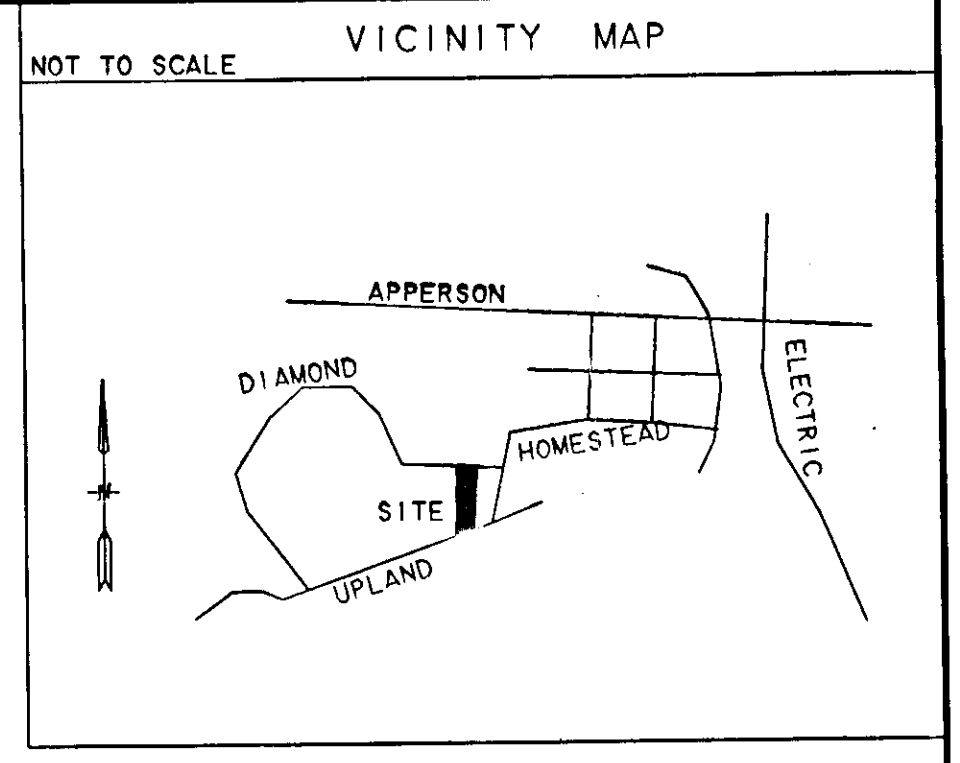 VICINITY MAP
NOT TO SCALE
APPERSON
DIAMOND
ELECTRIC
HOMESTEAD
N
SITE
UPLAND